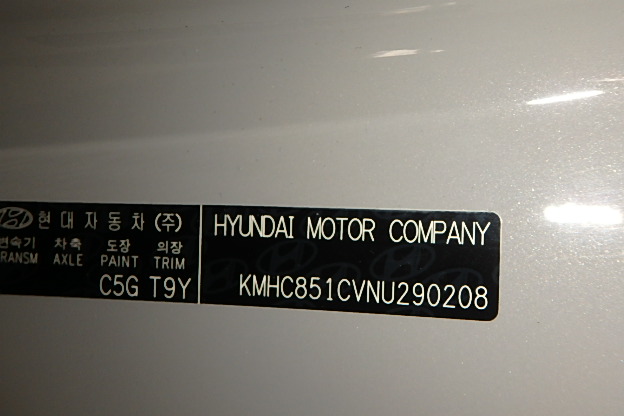 현대자동차(주)
변속기 차축 도장 의장
TRANSM AXLE PAINT TRIM
C5G T9Y
HYUNDAI MOTOR COMPANY
KMHC851CVNU290208